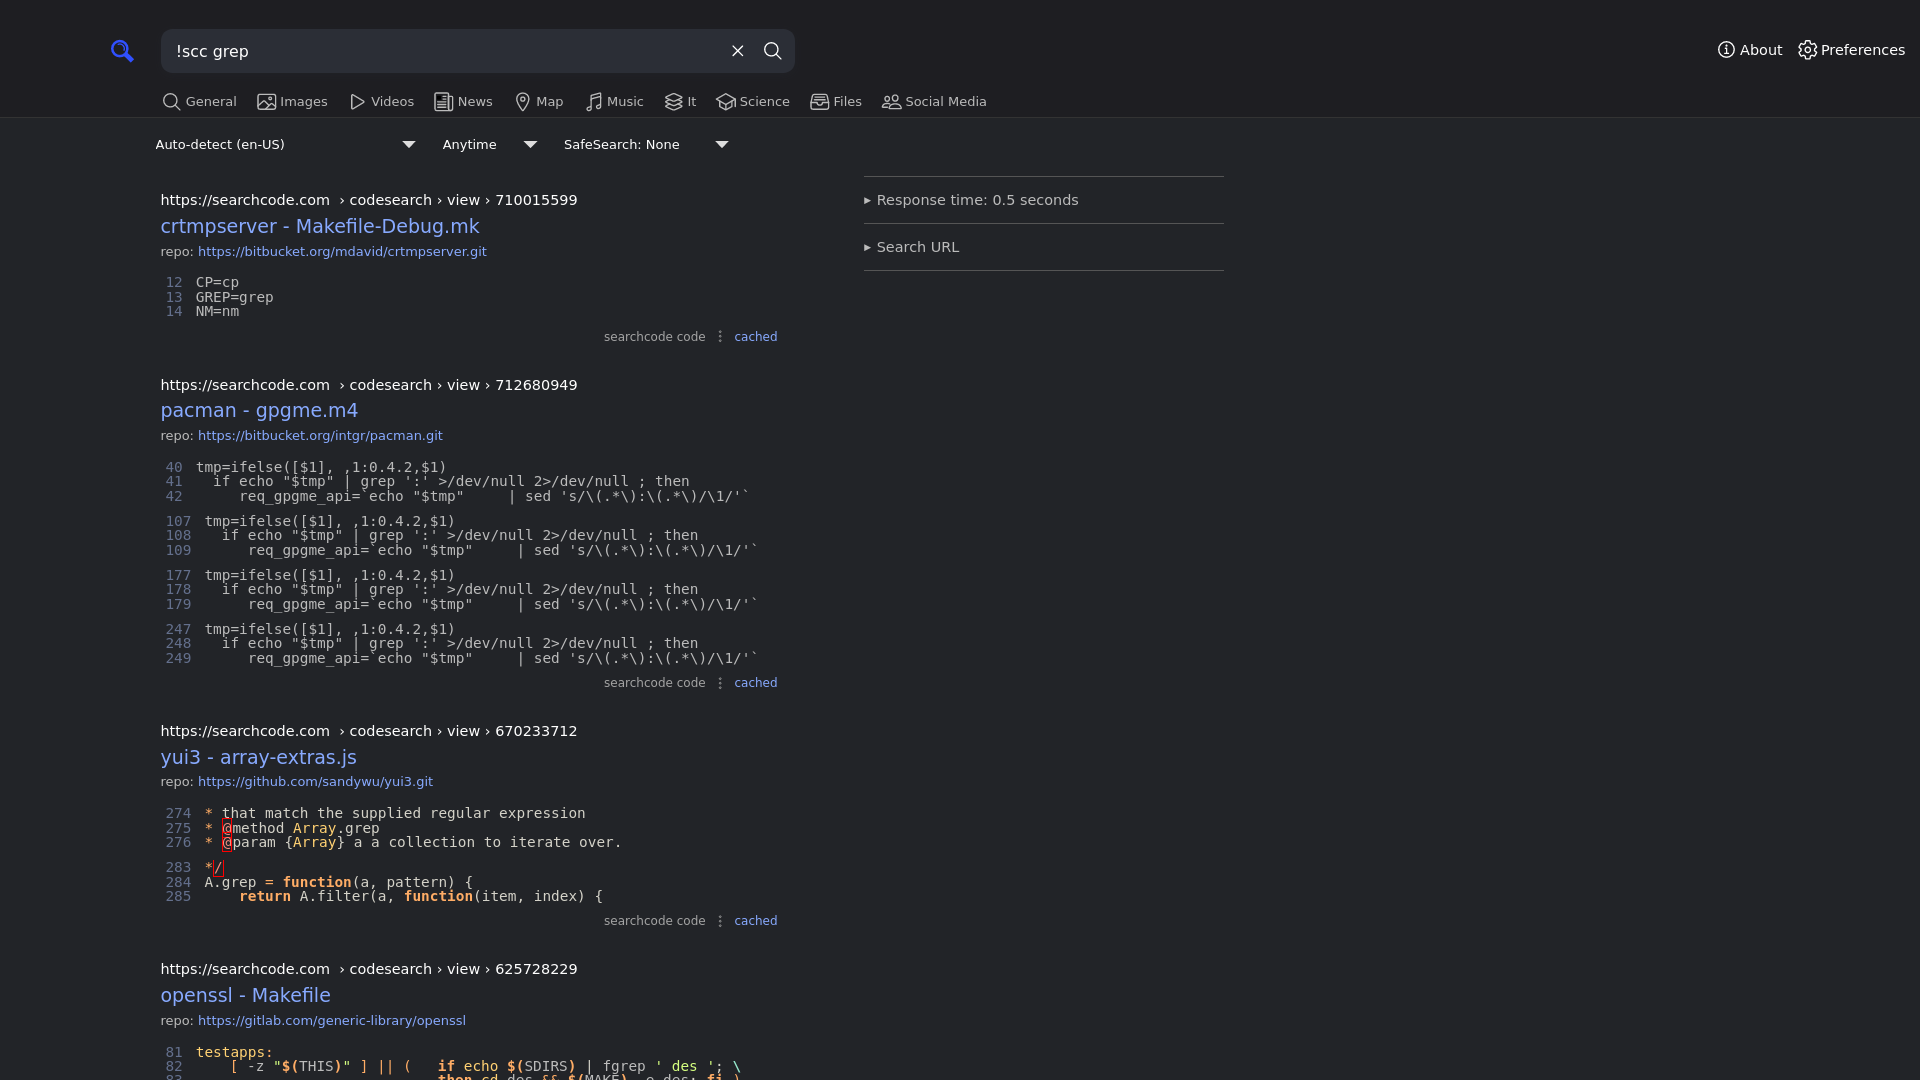 !scc grep
About
Preferences
General
Images
Videos
News
Map
Music
It
Science
Files
Social Media
Auto-detect (en-US)
Anytime
SafeSearch: None
https://searchcode.com › codesearch › view › 710015599
crtmpserver - Makefile-Debug.mk
repo: https://bitbucket.org/mdavid/crtmpserver.git
12 CP=cp
13 GREP=grep
14 NM=nm
searchcode code
cached
https://searchcode.com › codesearch › view › 712680949
pacman - gpgme.m4
repo: https://bitbucket.org/intgr/pacman.git
40 tmp=ifelse([$1], ,1:0.4.2,$1)
41   if echo "$tmp" | grep ':' >/dev/null 2>/dev/null ; then
42      req_gpgme_api=`echo "$tmp"     | sed 's/\(.*\):\(.*\)/\1/'`
107 tmp=ifelse([$1], ,1:0.4.2,$1)
108   if echo "$tmp" | grep ':' >/dev/null 2>/dev/null ; then
109      req_gpgme_api=`echo "$tmp"     | sed 's/\(.*\):\(.*\)/\1/'`
177 tmp=ifelse([$1], ,1:0.4.2,$1)
178   if echo "$tmp" | grep ':' >/dev/null 2>/dev/null ; then
179      req_gpgme_api=`echo "$tmp"     | sed 's/\(.*\):\(.*\)/\1/'`
247 tmp=ifelse([$1], ,1:0.4.2,$1)
248   if echo "$tmp" | grep ':' >/dev/null 2>/dev/null ; then
249      req_gpgme_api=`echo "$tmp"     | sed 's/\(.*\):\(.*\)/\1/'`
searchcode code
cached
https://searchcode.com › codesearch › view › 670233712
yui3 - array-extras.js
repo: https://github.com/sandywu/yui3.git
274 * that match the supplied regular expression
275 * @method Array.grep
276 * @param {Array} a a collection to iterate over.
283 */
284 A.grep = function(a, pattern) {
285     return A.filter(a, function(item, index) {
searchcode code
cached
https://searchcode.com › codesearch › view › 625728229
openssl - Makefile
repo: https://gitlab.com/generic-library/openssl
81 testapps:
82     [ -z "$(THIS)" ] || (   if echo $(SDIRS) | fgrep ' des '; \
83                             then cd des && $(MAKE) -e des; fi )
▸ Response time: 0.5 seconds
▸ Search URL